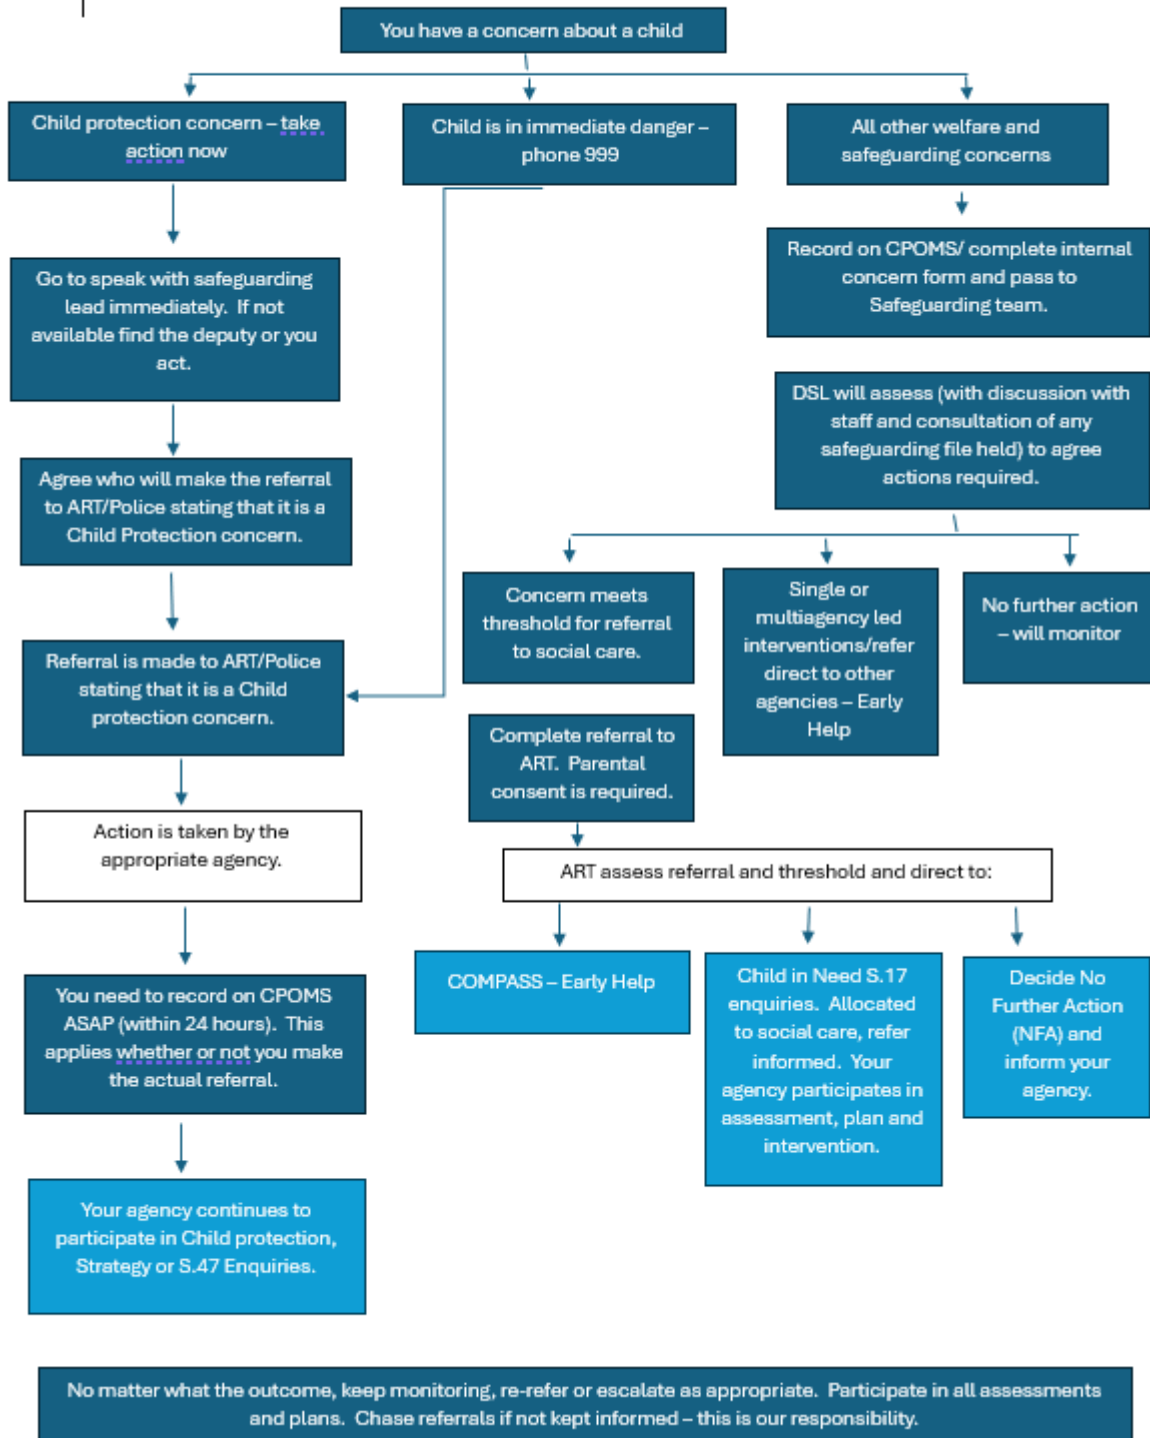 You have a concern about a child
Child protection concern – take
action now
Child is in immediate danger –
phone 999
All other welfare and
safeguarding concerns
Go to speak with safeguarding
lead immediately.  If not
available find the deputy or you
act.
Agree who will make the referral
to ART/Police stating that it is a
Child Protection concern.
Referral is made to ART/Police
stating that it is a Child
protection concern.
Action is taken by the
appropriate agency.
You need to record on CPOMS
ASAP (within 24 hours).  This
applies whether or not you make
the actual referral.
Your agency continues to
participate in Child protection,
Strategy or S.47 Enquiries.
Record on CPOMS/ complete internal
concern form and pass to
Safeguarding team.
DSL will assess (with discussion with
staff and consultation of any
safeguarding file held) to agree
actions required.
Concern meets
threshold for referral
to social care.
Single or
multiagency led
interventions/refer
direct to other
agencies – Early
Help
No further action
– will monitor
Complete referral to
ART.  Parental
consent is required.
ART assess referral and threshold and direct to:
COMPASS – Early Help
Child in Need S.17
enquiries.  Allocated
to social care, refer
informed.  Your
agency participates in
assessment, plan and
intervention.
Decide No
Further Action
(NFA) and
inform your
agency.
No matter what the outcome, keep monitoring, re-refer or escalate as appropriate.  Participate in all assessments
and plans.  Chase referrals if not kept informed – this is our responsibility.